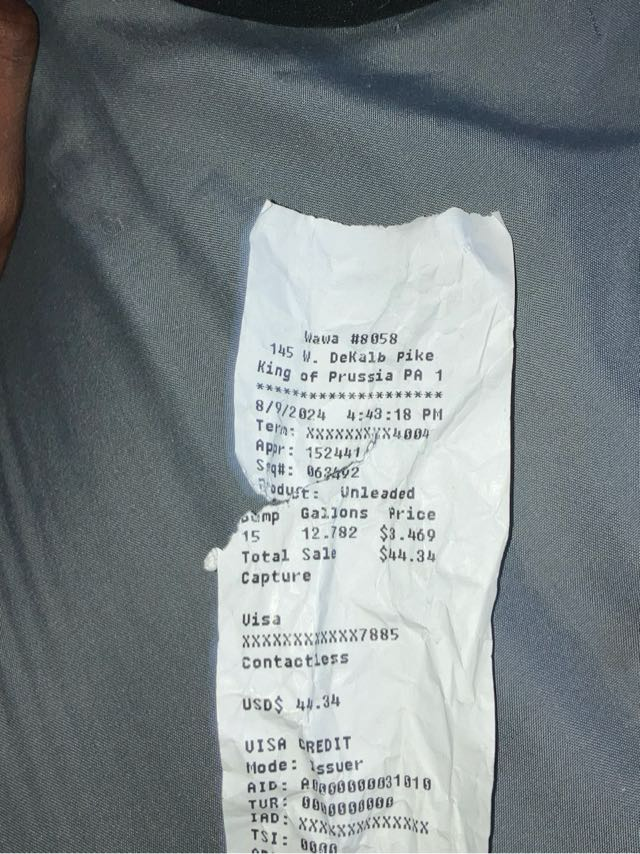 Wawa #8058
145 W. DeKalb Pike
King of Prussia PA 1
********************
8/9/2024 4:43:18 PM
Term: XXXXXXXXX4004
Appr: 152441
Seq#: 063492
Product: Unleaded
Pump Gallons Price
15 12.782 $3.469
Total Sale $44.34
Capture
Visa
XXXXXXXXXXXX7885
Contactless
USD$ 44.34
VISA CREDIT
Mode: Issuer
AID: A0000000031010
TVR: 0000000000
IAD: XXXXXXXXXXXXXX
TSI: 0000